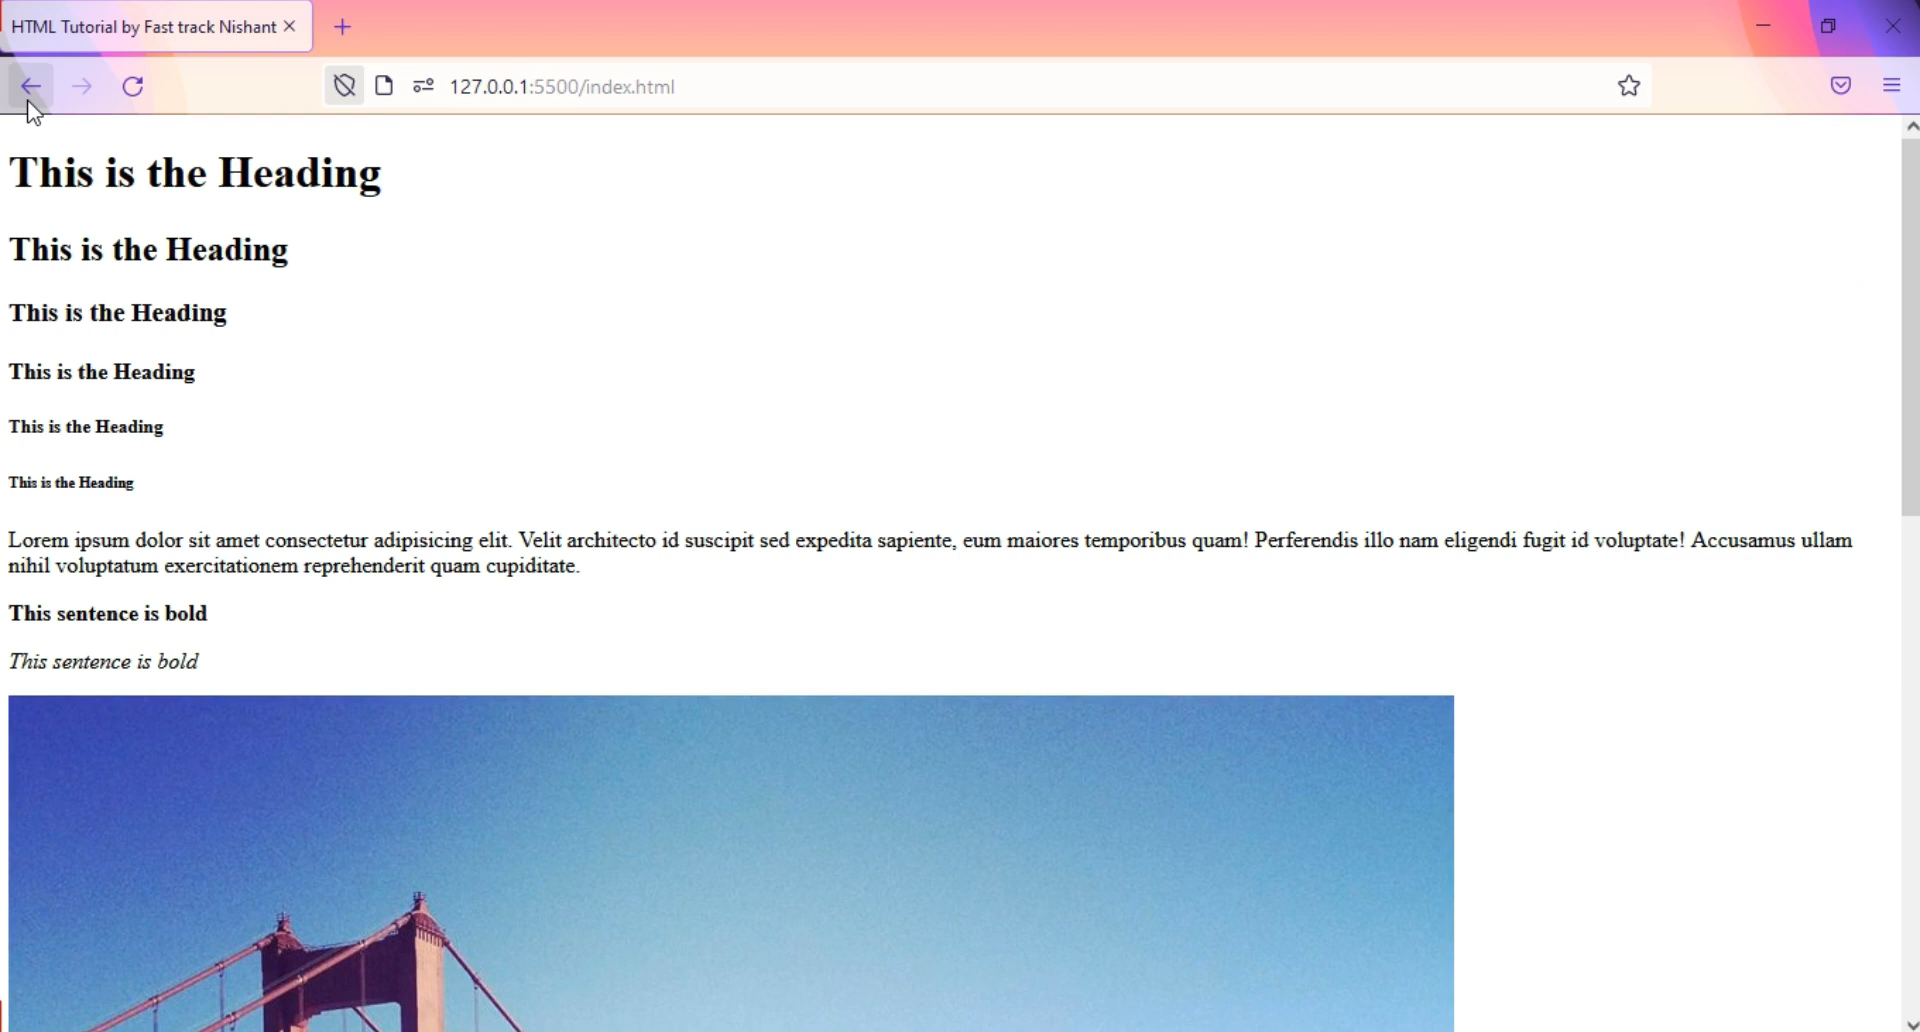 HTML Tutorial by Fast track Nishant
127.0.0.1:5500/index.html
This is the Heading
This is the Heading
This is the Heading
This is the Heading
This is the Heading
This is the Heading
Lorem ipsum dolor sit amet consectetur adipisicing elit. Velit architecto id suscipit sed expedita sapiente, eum maiores temporibus quam! Perferendis illo nam eligendi fugit id voluptate! Accusamus ullam
nihil voluptatum exercitationem reprehenderit quam cupiditate.
This sentence is bold
This sentence is bold